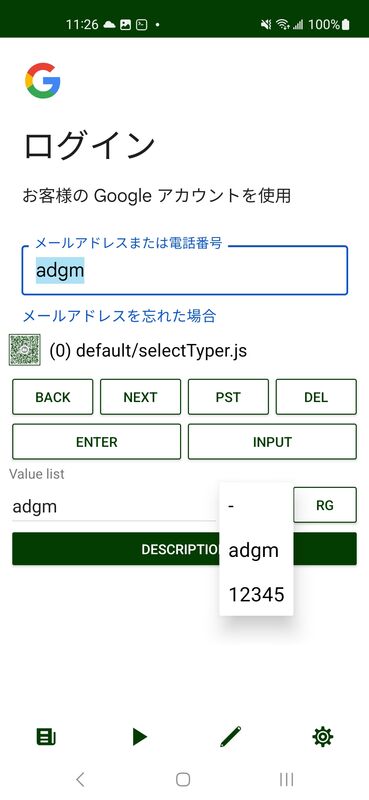 11:26
100%
ログイン
お客様の Google アカウントを使用
メールアドレスまたは電話番号
adgm
メールアドレスを忘れた場合
(0) default/selectTyper.js
BACK NEXT PST DEL
ENTER INPUT
Value list
adgm
-
RG
adgm
DESCRIPTIO
12345